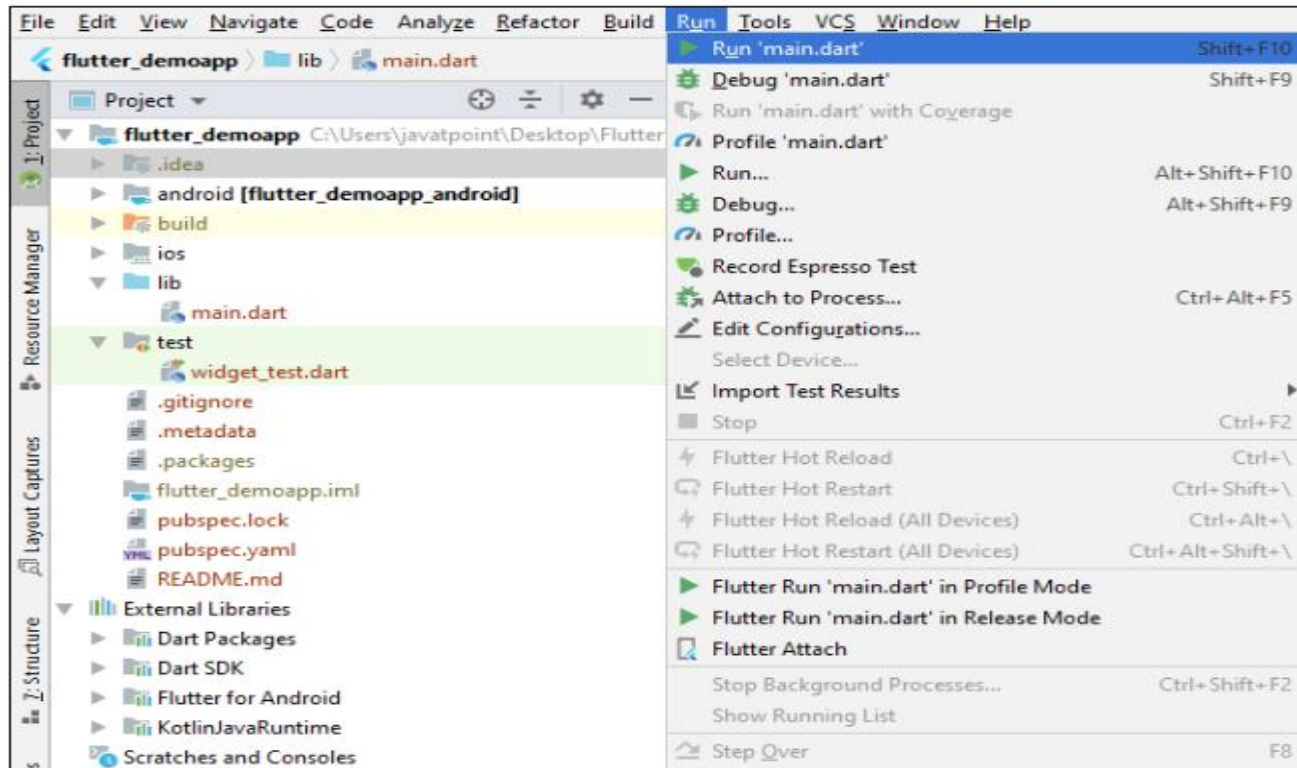 File Edit View Navigate Code Analyze Refactor Build Run Tools VCS Window Help
flutter_demoapp lib main.dart
Project
1: Project
Resource Manager
Layout Captures
Z: Structure
flutter_demoapp C:\Users\javatpoint\Desktop\Flutter
.idea
android [flutter_demoapp_android]
build
ios
lib
main.dart
test
widget_test.dart
.gitignore
.metadata
.packages
flutter_demoapp.iml
pubspec.lock
YML pubspec.yaml
README.md
External Libraries
Dart Packages
Dart SDK
Flutter for Android
KotlinJavaRuntime
Scratches and Consoles
Run 'main.dart' Shift+F10
Debug 'main.dart' Shift+F9
Run 'main.dart' with Coverage
Profile 'main.dart'
Run... Alt+Shift+F10
Debug... Alt+Shift+F9
Profile...
Record Espresso Test
Attach to Process... Ctrl+Alt+F5
Edit Configurations...
Select Device...
Import Test Results
Stop Ctrl+F2
Flutter Hot Reload Ctrl+\
Flutter Hot Restart Ctrl+Shift+\
Flutter Hot Reload (All Devices) Ctrl+Alt+\
Flutter Hot Restart (All Devices) Ctrl+Alt+Shift+\
Flutter Run 'main.dart' in Profile Mode
Flutter Run 'main.dart' in Release Mode
Flutter Attach
Stop Background Processes... Ctrl+Shift+F2
Show Running List
Step Over F8